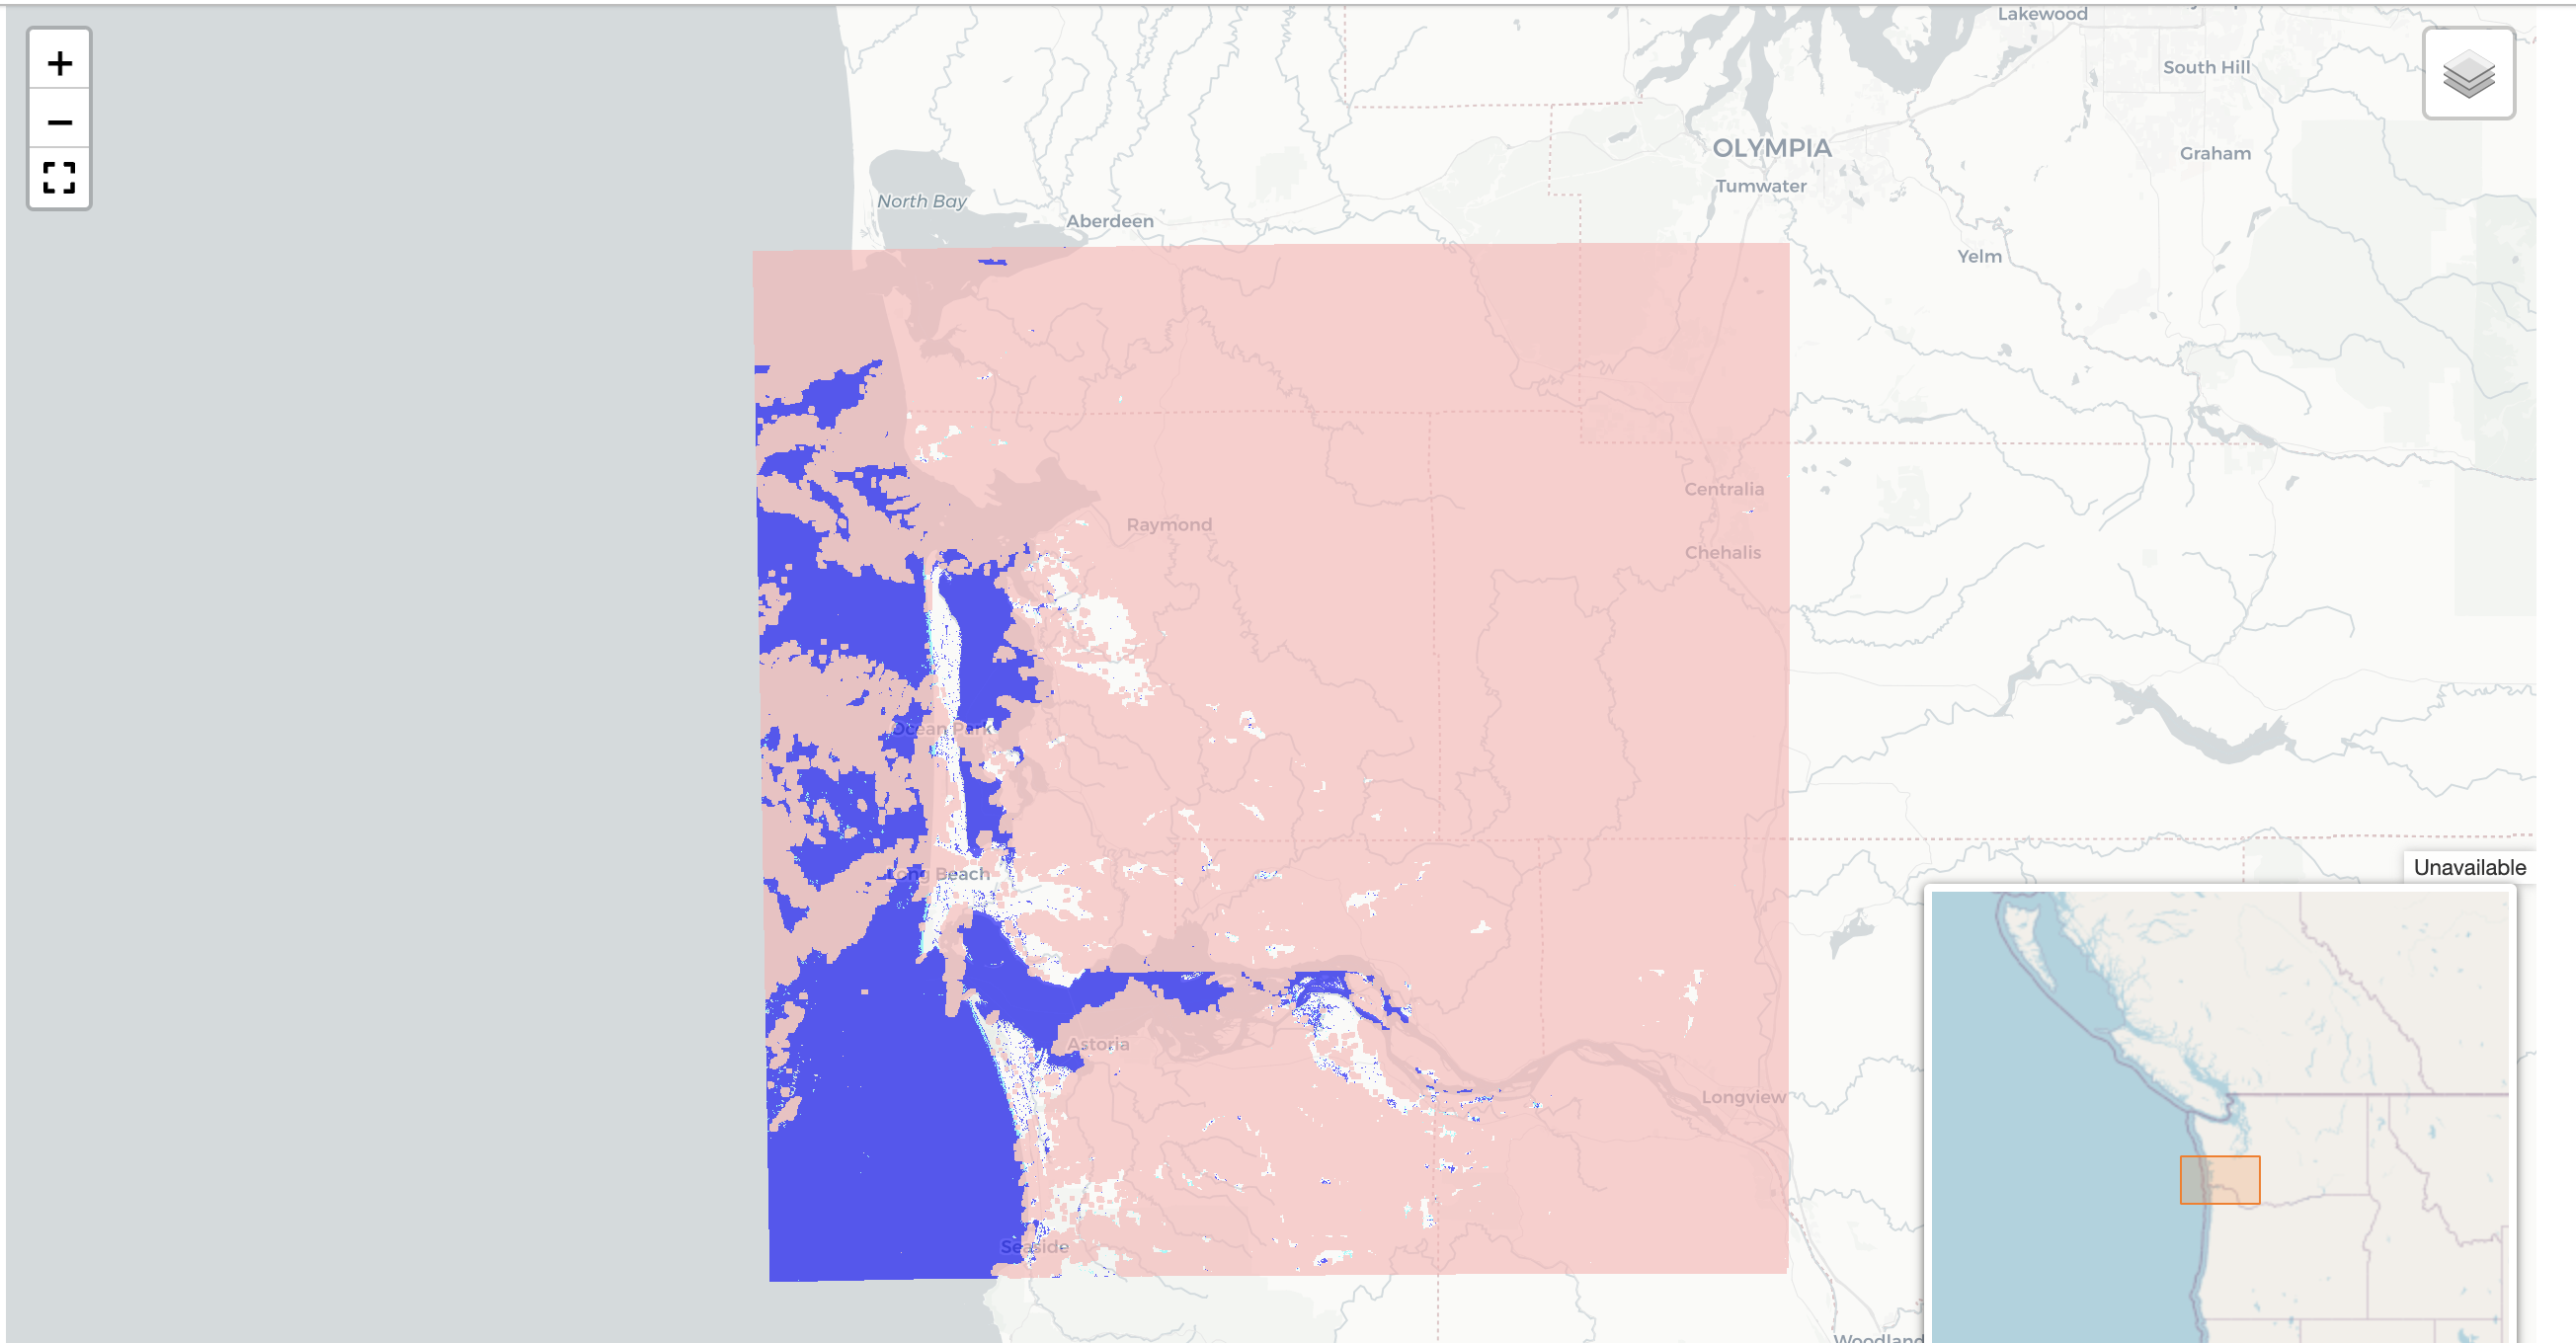 Lakewood
+
South Hill
−
OLYMPIA
Graham
Tumwater
North Bay
Aberdeen
Yelm
Centralia
Raymond
Chehalis
Ocean Park
Unavailable
Long Beach
Astoria
Longview
Seaside
Woodland